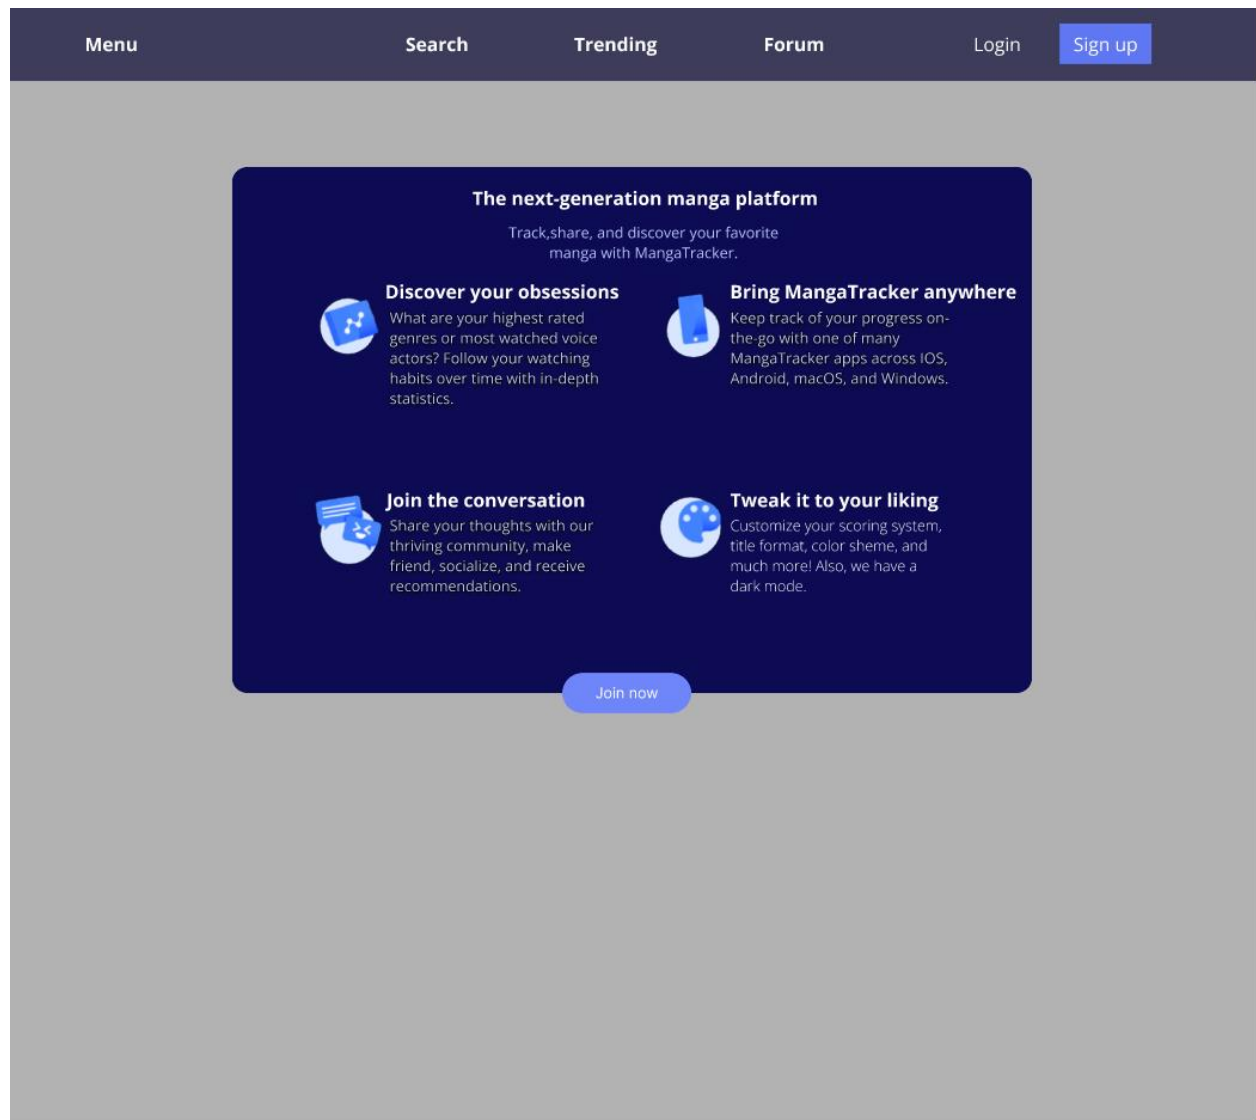 Menu
Search
Trending
Forum
Login
Sign up
The next-generation manga platform
Track,share, and discover your favorite
manga with MangaTracker.
Discover your obsessions
What are your highest rated
genres or most watched voice
actors? Follow your watching
habits over time with in-depth
statistics.
Bring MangaTracker anywhere
Keep track of your progress on-
the-go with one of many
MangaTracker apps across IOS,
Android, macOS, and Windows.
Join the conversation
Share your thoughts with our
thriving community, make
friend, socialize, and receive
recommendations.
Tweak it to your liking
Customize your scoring system,
title format, color sheme, and
much more! Also, we have a
dark mode.
Join now